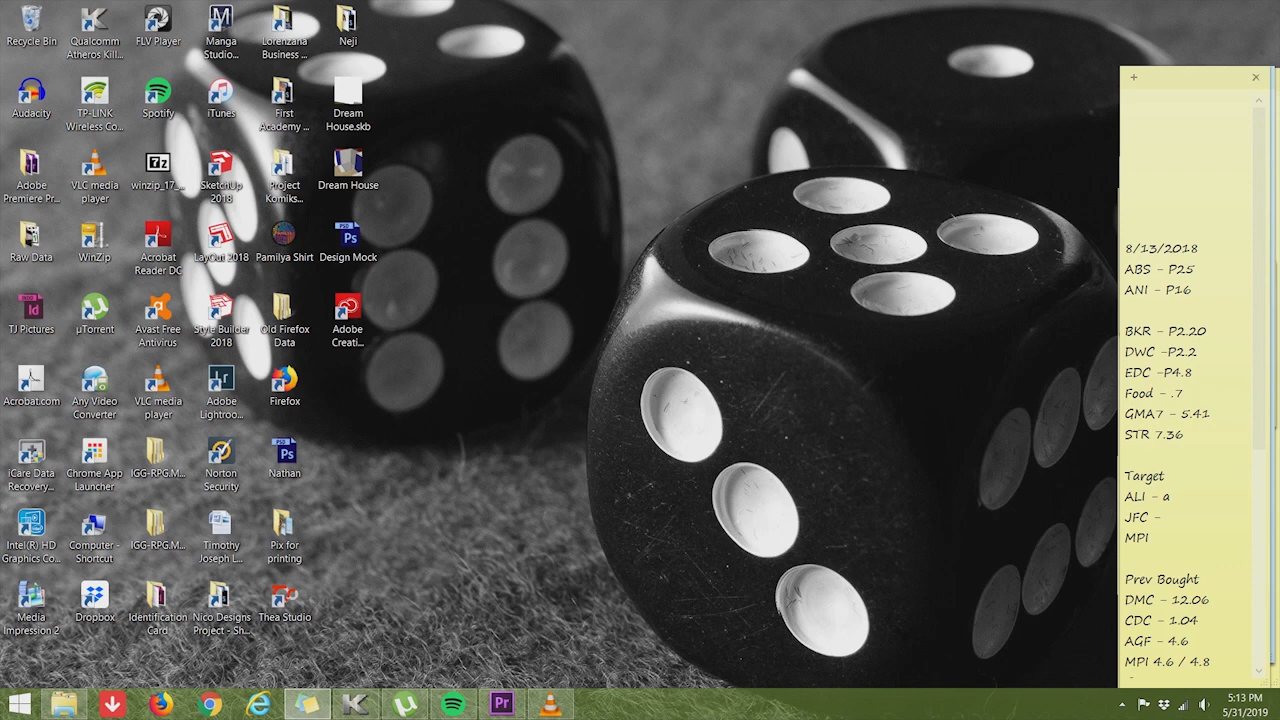 Recycle Bin
Qualcomm
Atheros Kill...
FLV Player
Manga
Studio...
Lorenzana
Business ...
Neji
Audacity
TP-LINK
Wireless Co...
Spotify
iTunes
First
Academy ...
Dream
House.skb
Adobe
Premiere Pr...
VLC media
player
winzip_17_...
SketchUp
2018
Project
Komiks...
Dream House
Raw Data
WinZip
Acrobat
Reader DC
LayOut 2018
Pamilya Shirt
Design Mock
TJ Pictures
µTorrent
Avast Free
Antivirus
Style Builder
2018
Old Firefox
Data
Adobe
Creati...
Acrobat.com
Any Video
Converter
VLC media
player
Adobe
Lightroo...
Firefox
iCare Data
Recovery...
Chrome App
Launcher
IGG-RPG.M...
Norton
Security
Nathan
Intel(R) HD
Graphics Co...
Computer -
Shortcut
IGG-RPG.M...
Timothy
Joseph L...
Pix for
printing
Media
Impression 2
Dropbox
Identification
Card
Nico Designs
Project - Sh...
Thea Studio
8/13/2018
ABS - P25
ANI - P16
BKR - P2.20
DWC -P2.2
EDC -P4.8
Food - .7
GMA7 - 5.41
STR 7.36
Target
ALI - a
JFC -
MPI
Prev Bought
DMC - 12.06
CDC - 1.04
AGF - 4.6
MPI 4.6 / 4.8
5:13 PM
5/31/2019